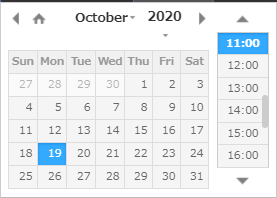 October 2020
Sun Mon Tue Wed Thu Fri Sat
27 28 29 30 1 2 3
4 5 6 7 8 9 10
11 12 13 14 15 16 17
18 19 20 21 22 23 24
25 26 27 28 29 30 31
11:00
12:00
13:00
14:00
15:00
16:00